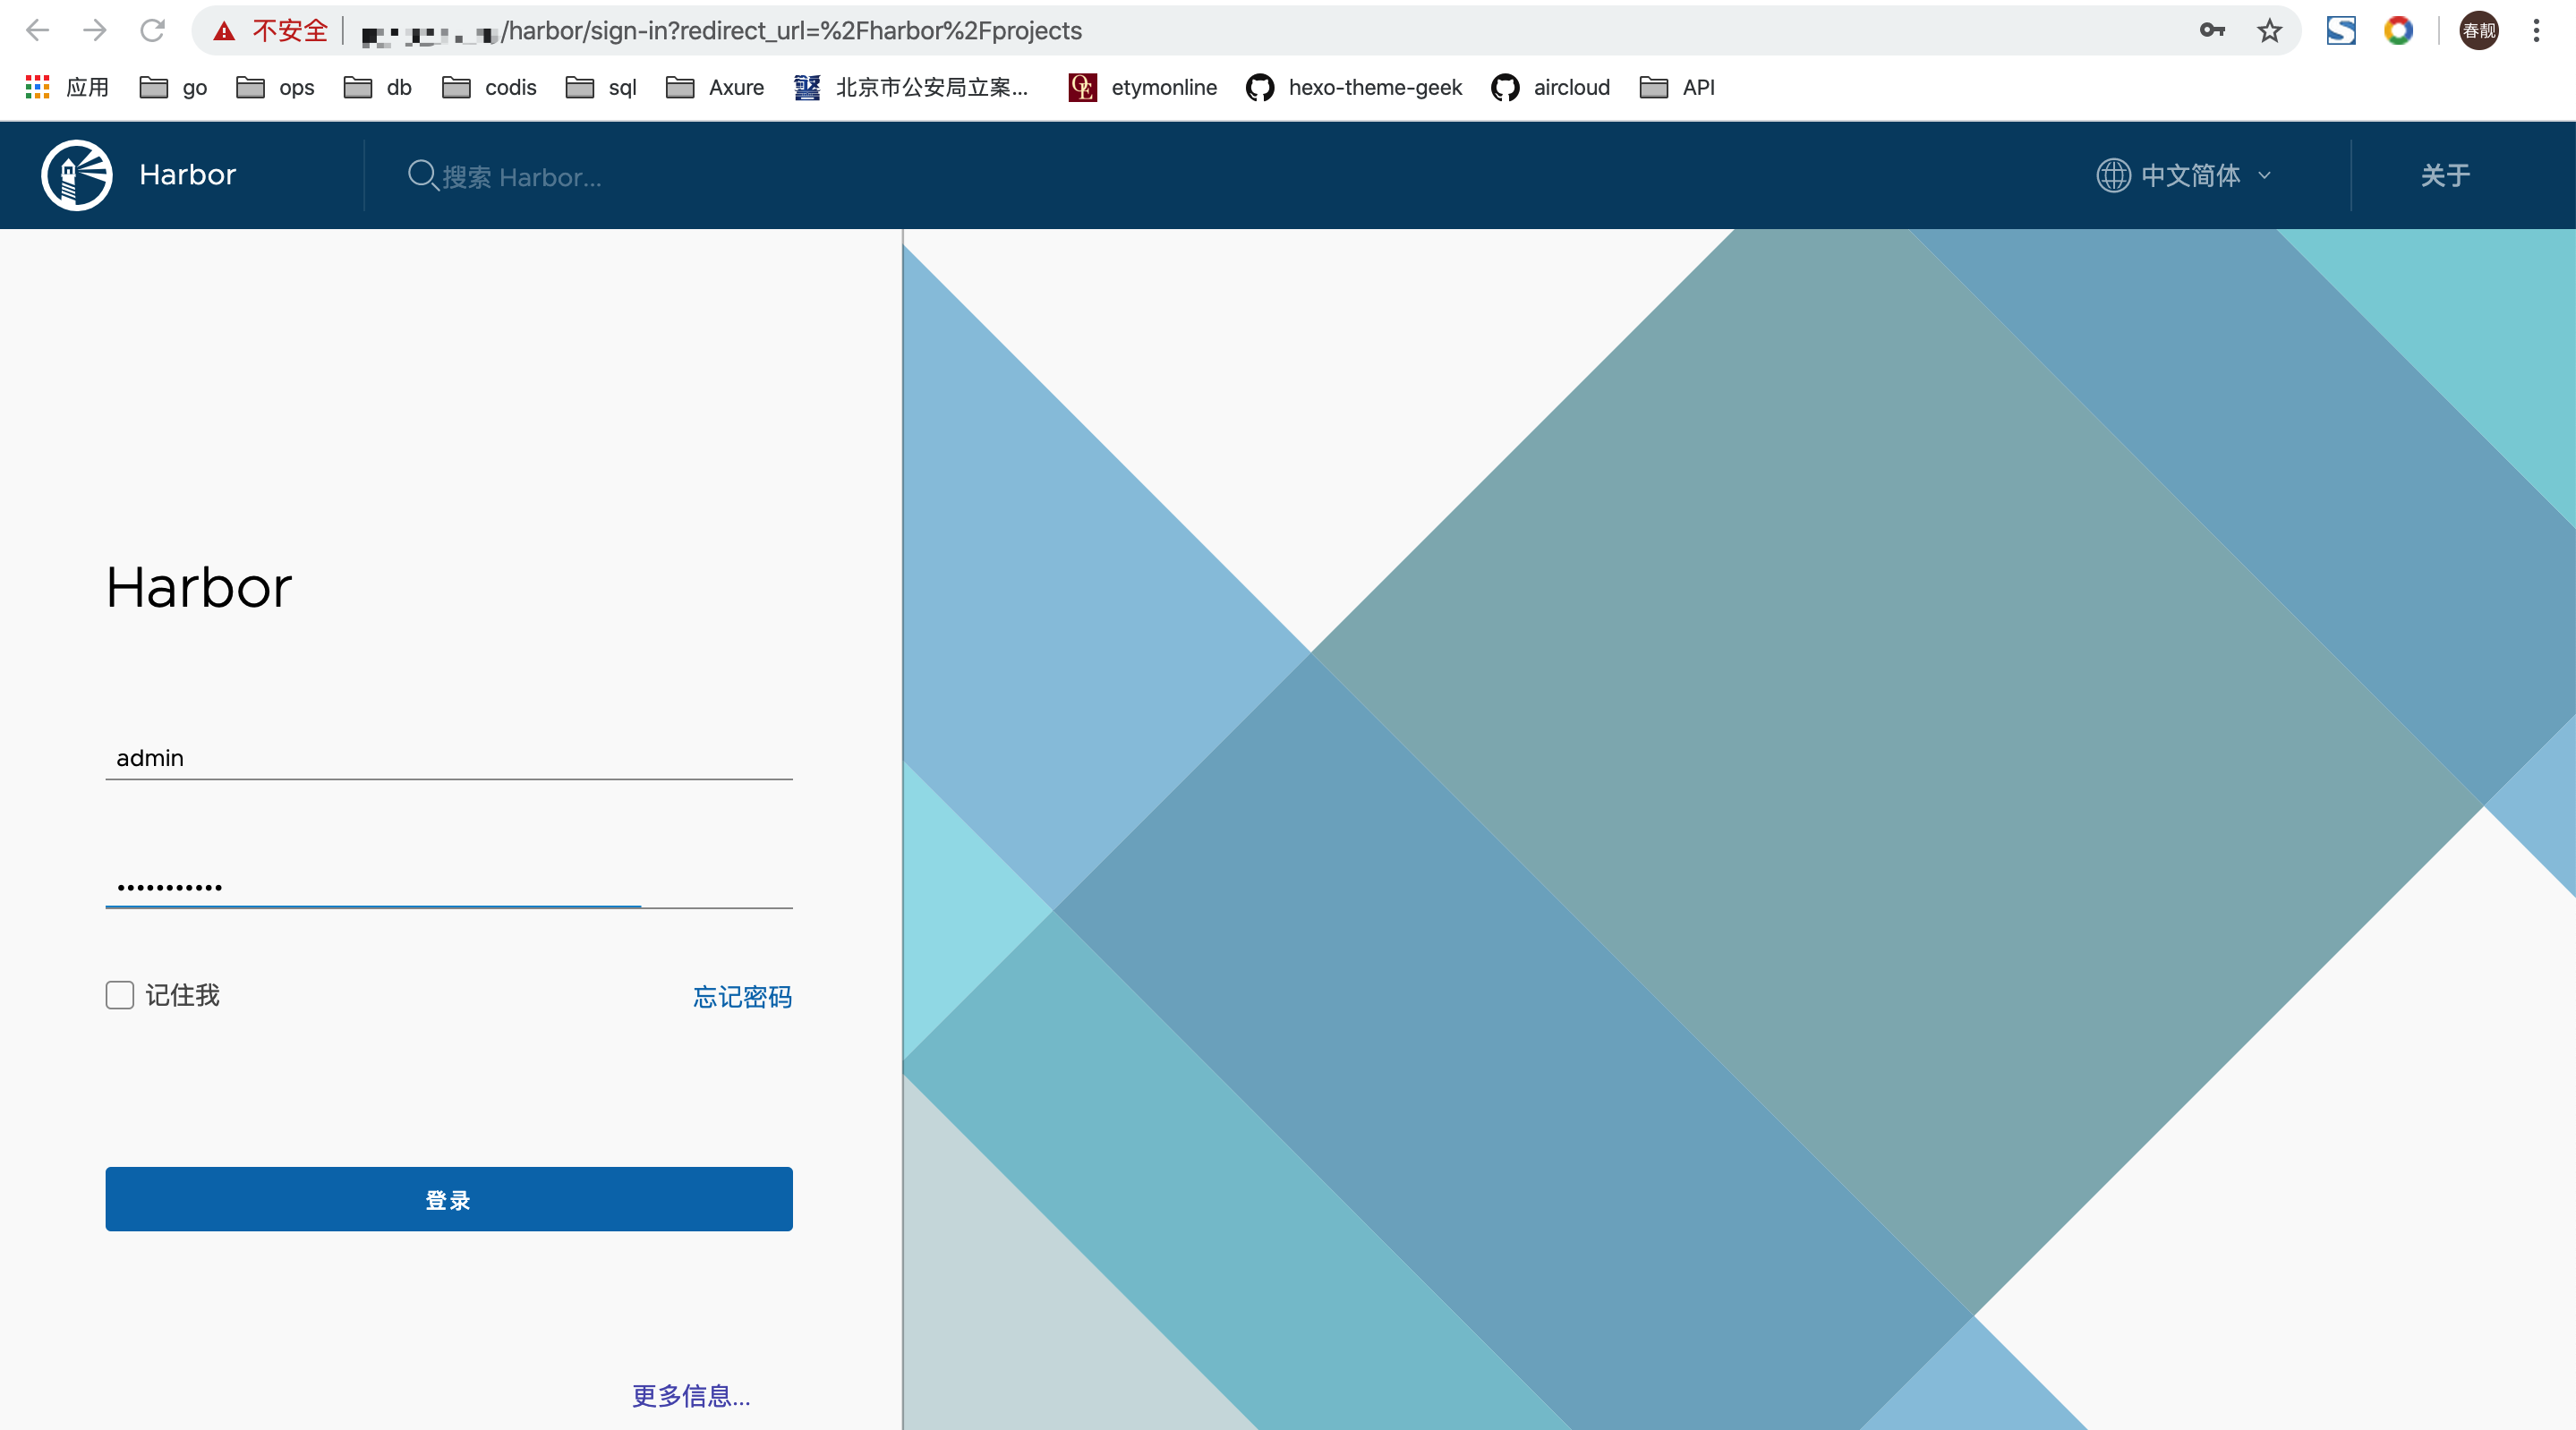 不安全 /harbor/sign-in?redirect_url=%2Fharbor%2Fprojects 春靓
应用 go ops db codis sql Axure 北京市公安局立案... etymonline hexo-theme-geek aircloud API
Harbor 搜索 Harbor... 中文简体 关于
Harbor
admin
•••••••••••
记住我 忘记密码
登录
更多信息...